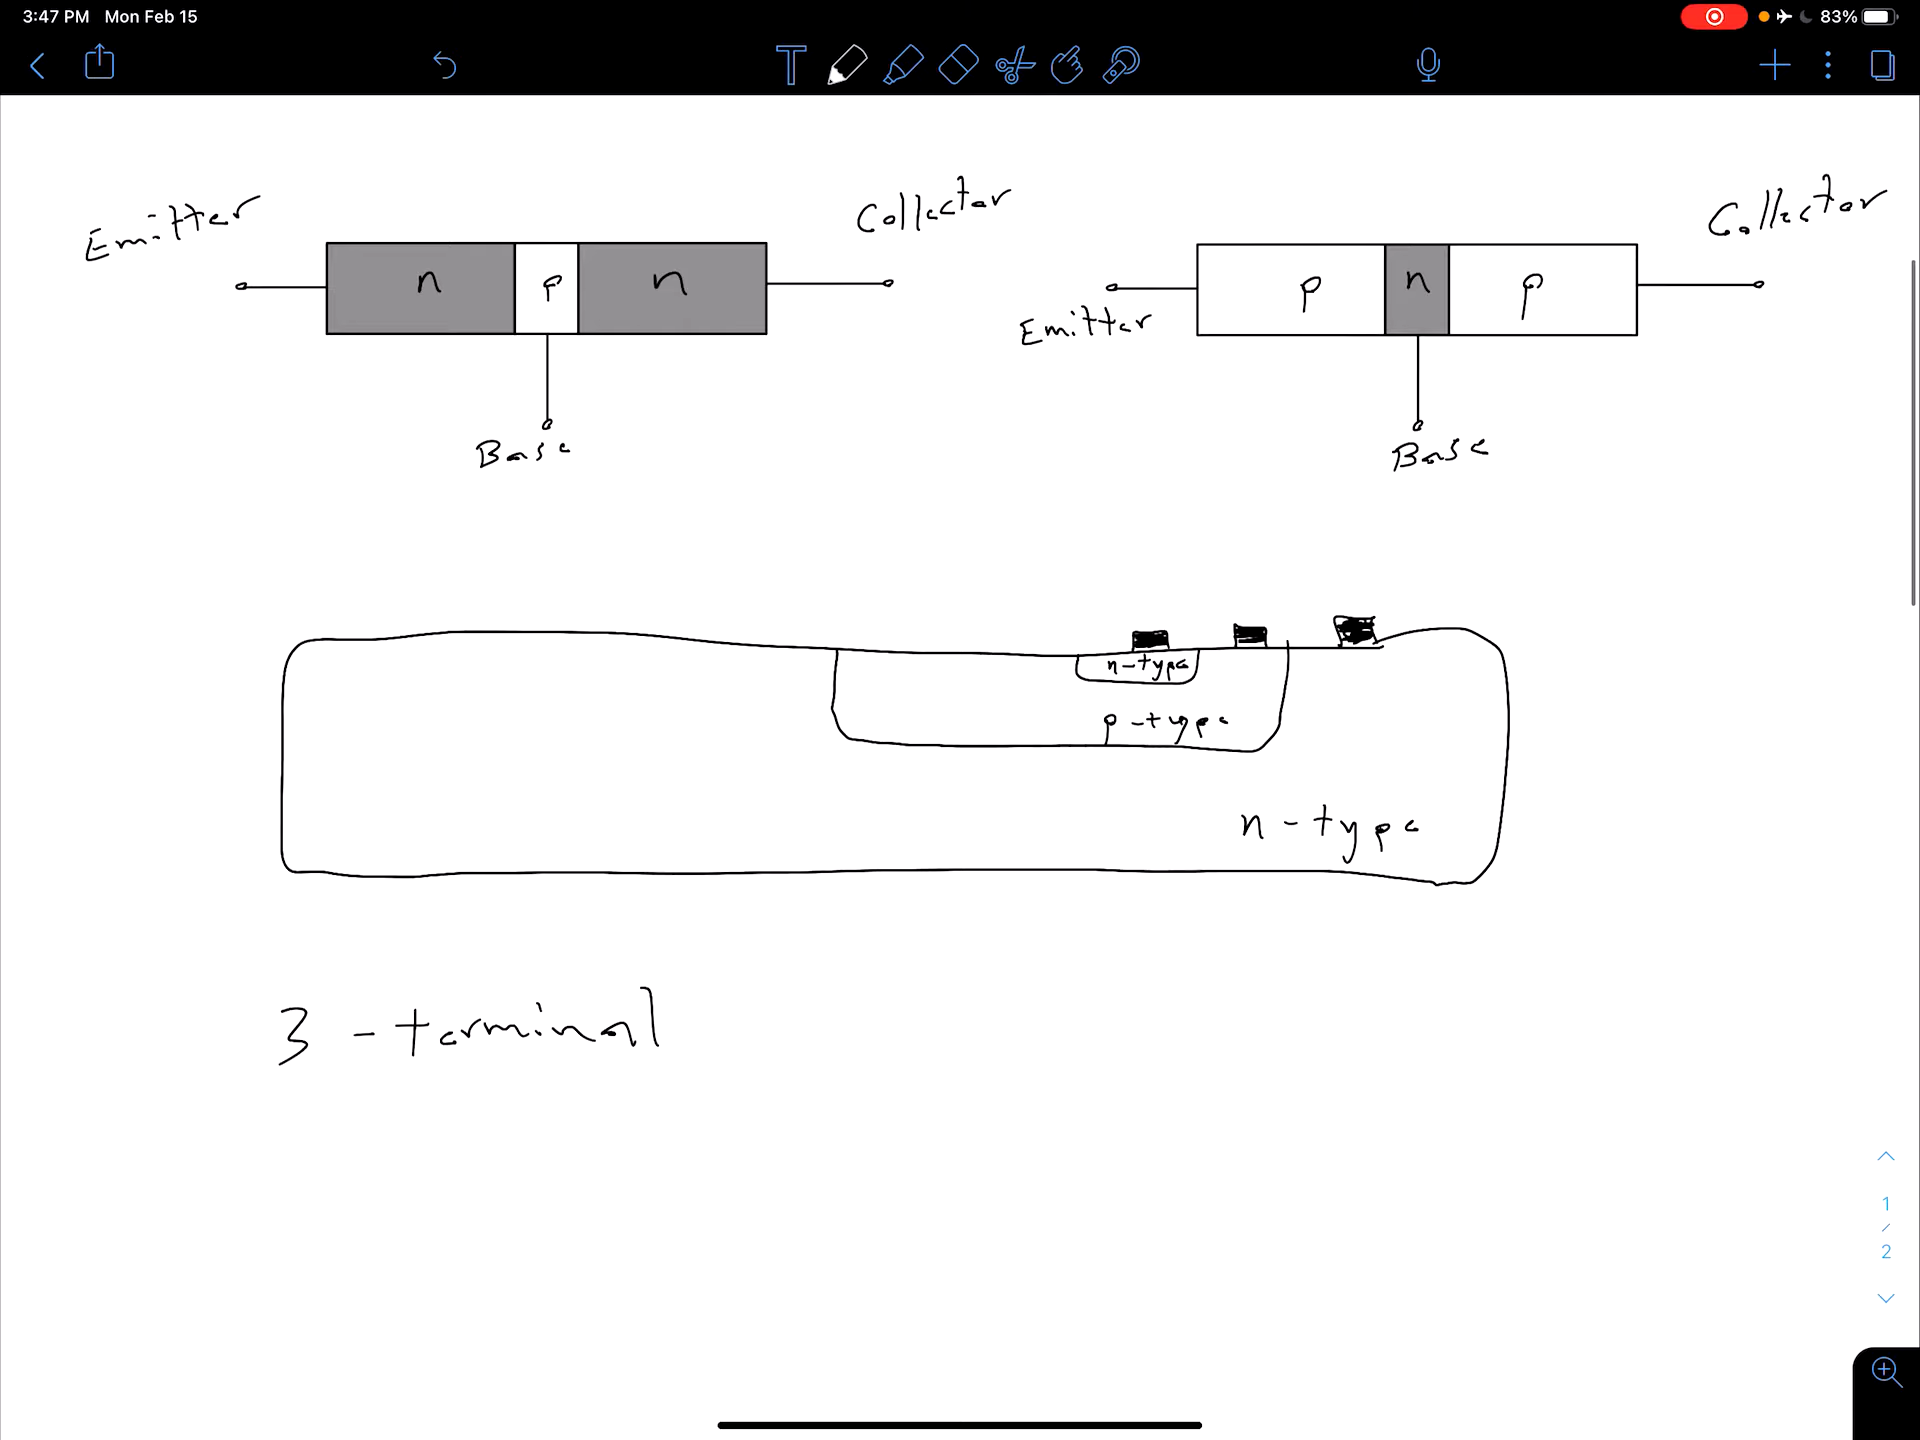 3:47 PM Mon Feb 15
83%
Emitter
Collector
n
p
n
Base
Collector
Emitter
p
n
p
Base
n-type
p-type
n-type
3-terminal
1
/
2